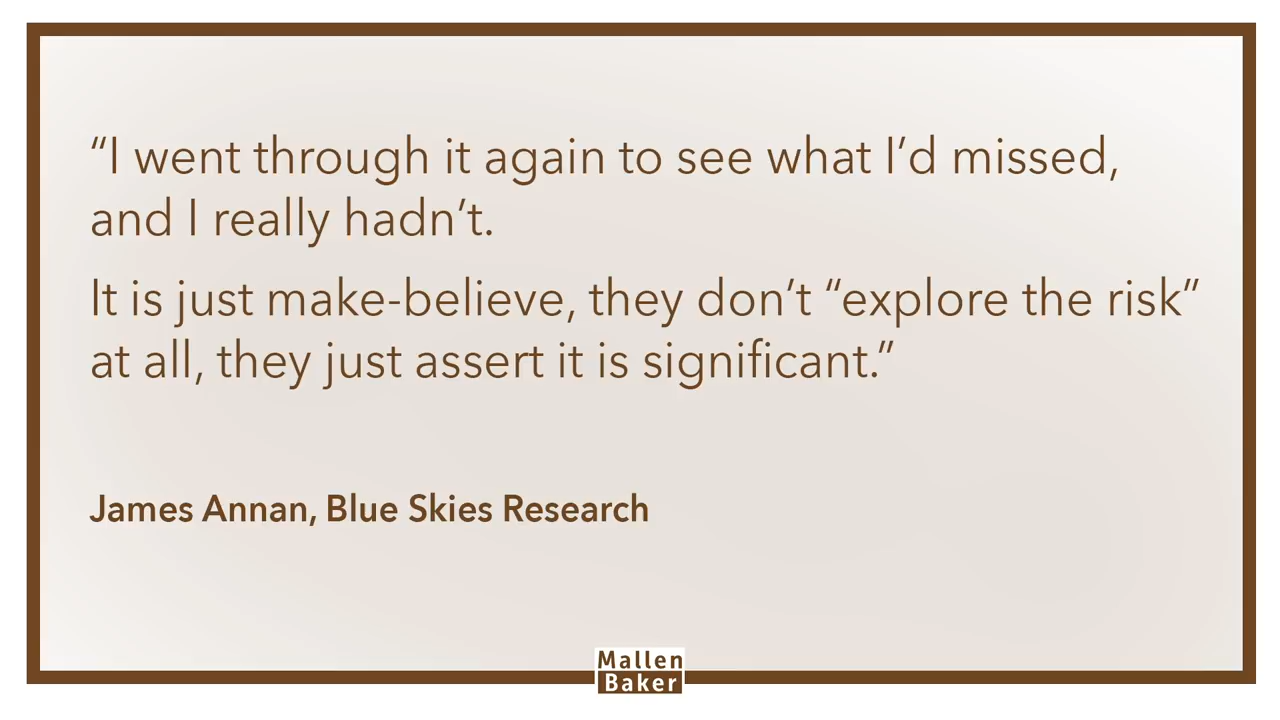 “I went through it again to see what I’d missed,
and I really hadn’t.
It is just make-believe, they don’t “explore the risk”
at all, they just assert it is significant.”
James Annan, Blue Skies Research
Mallen
Baker